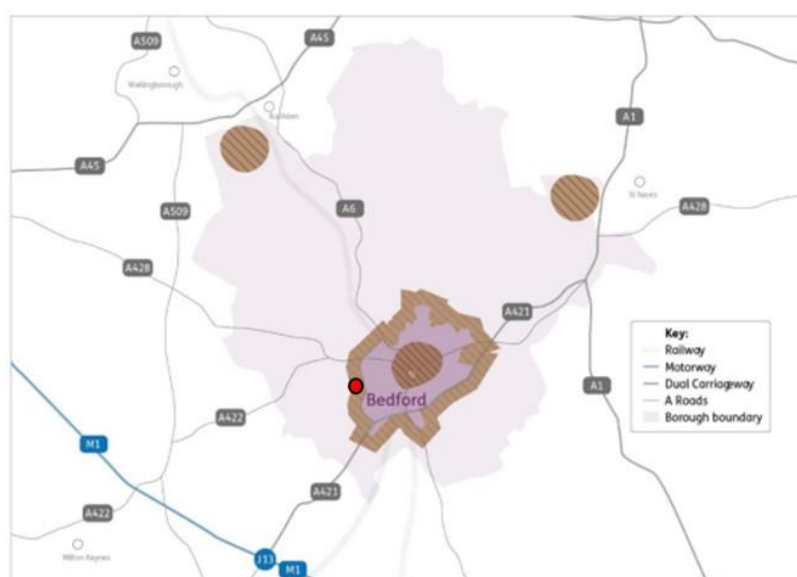 A509
A45
Wellingborough
Rushden
A1
A45
A6
St Neots
A509
A428
A428
A421
Key:
Railway
Motorway
Dual Carriageway
A Roads
Borough boundary
A1
Bedford
A422
M1
A421
A422
Milton Keynes
J13
M1